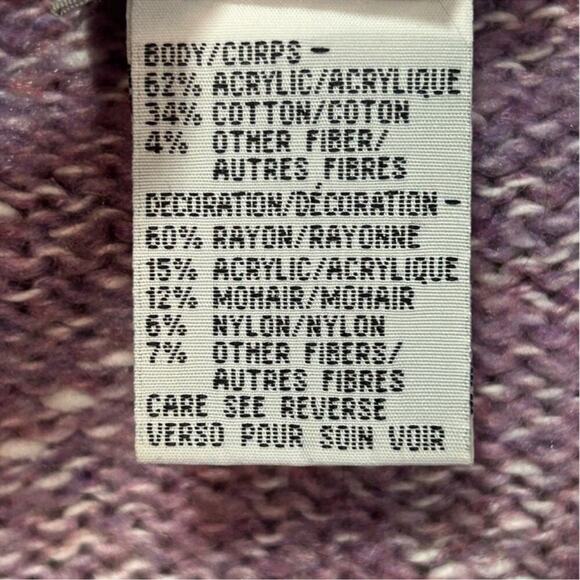 BODY/CORPS -
62% ACRYLIC/ACRYLIQUE
34% COTTON/COTON
4% OTHER FIBER/
AUTRES FIBRES
DECORATION/DÉCORATION -
60% RAYON/RAYONNE
15% ACRYLIC/ACRYLIQUE
12% MOHAIR/MOHAIR
6% NYLON/NYLON
7% OTHER FIBERS/
AUTRES FIBRES
CARE SEE REVERSE
VERSO POUR SOIN VOIR